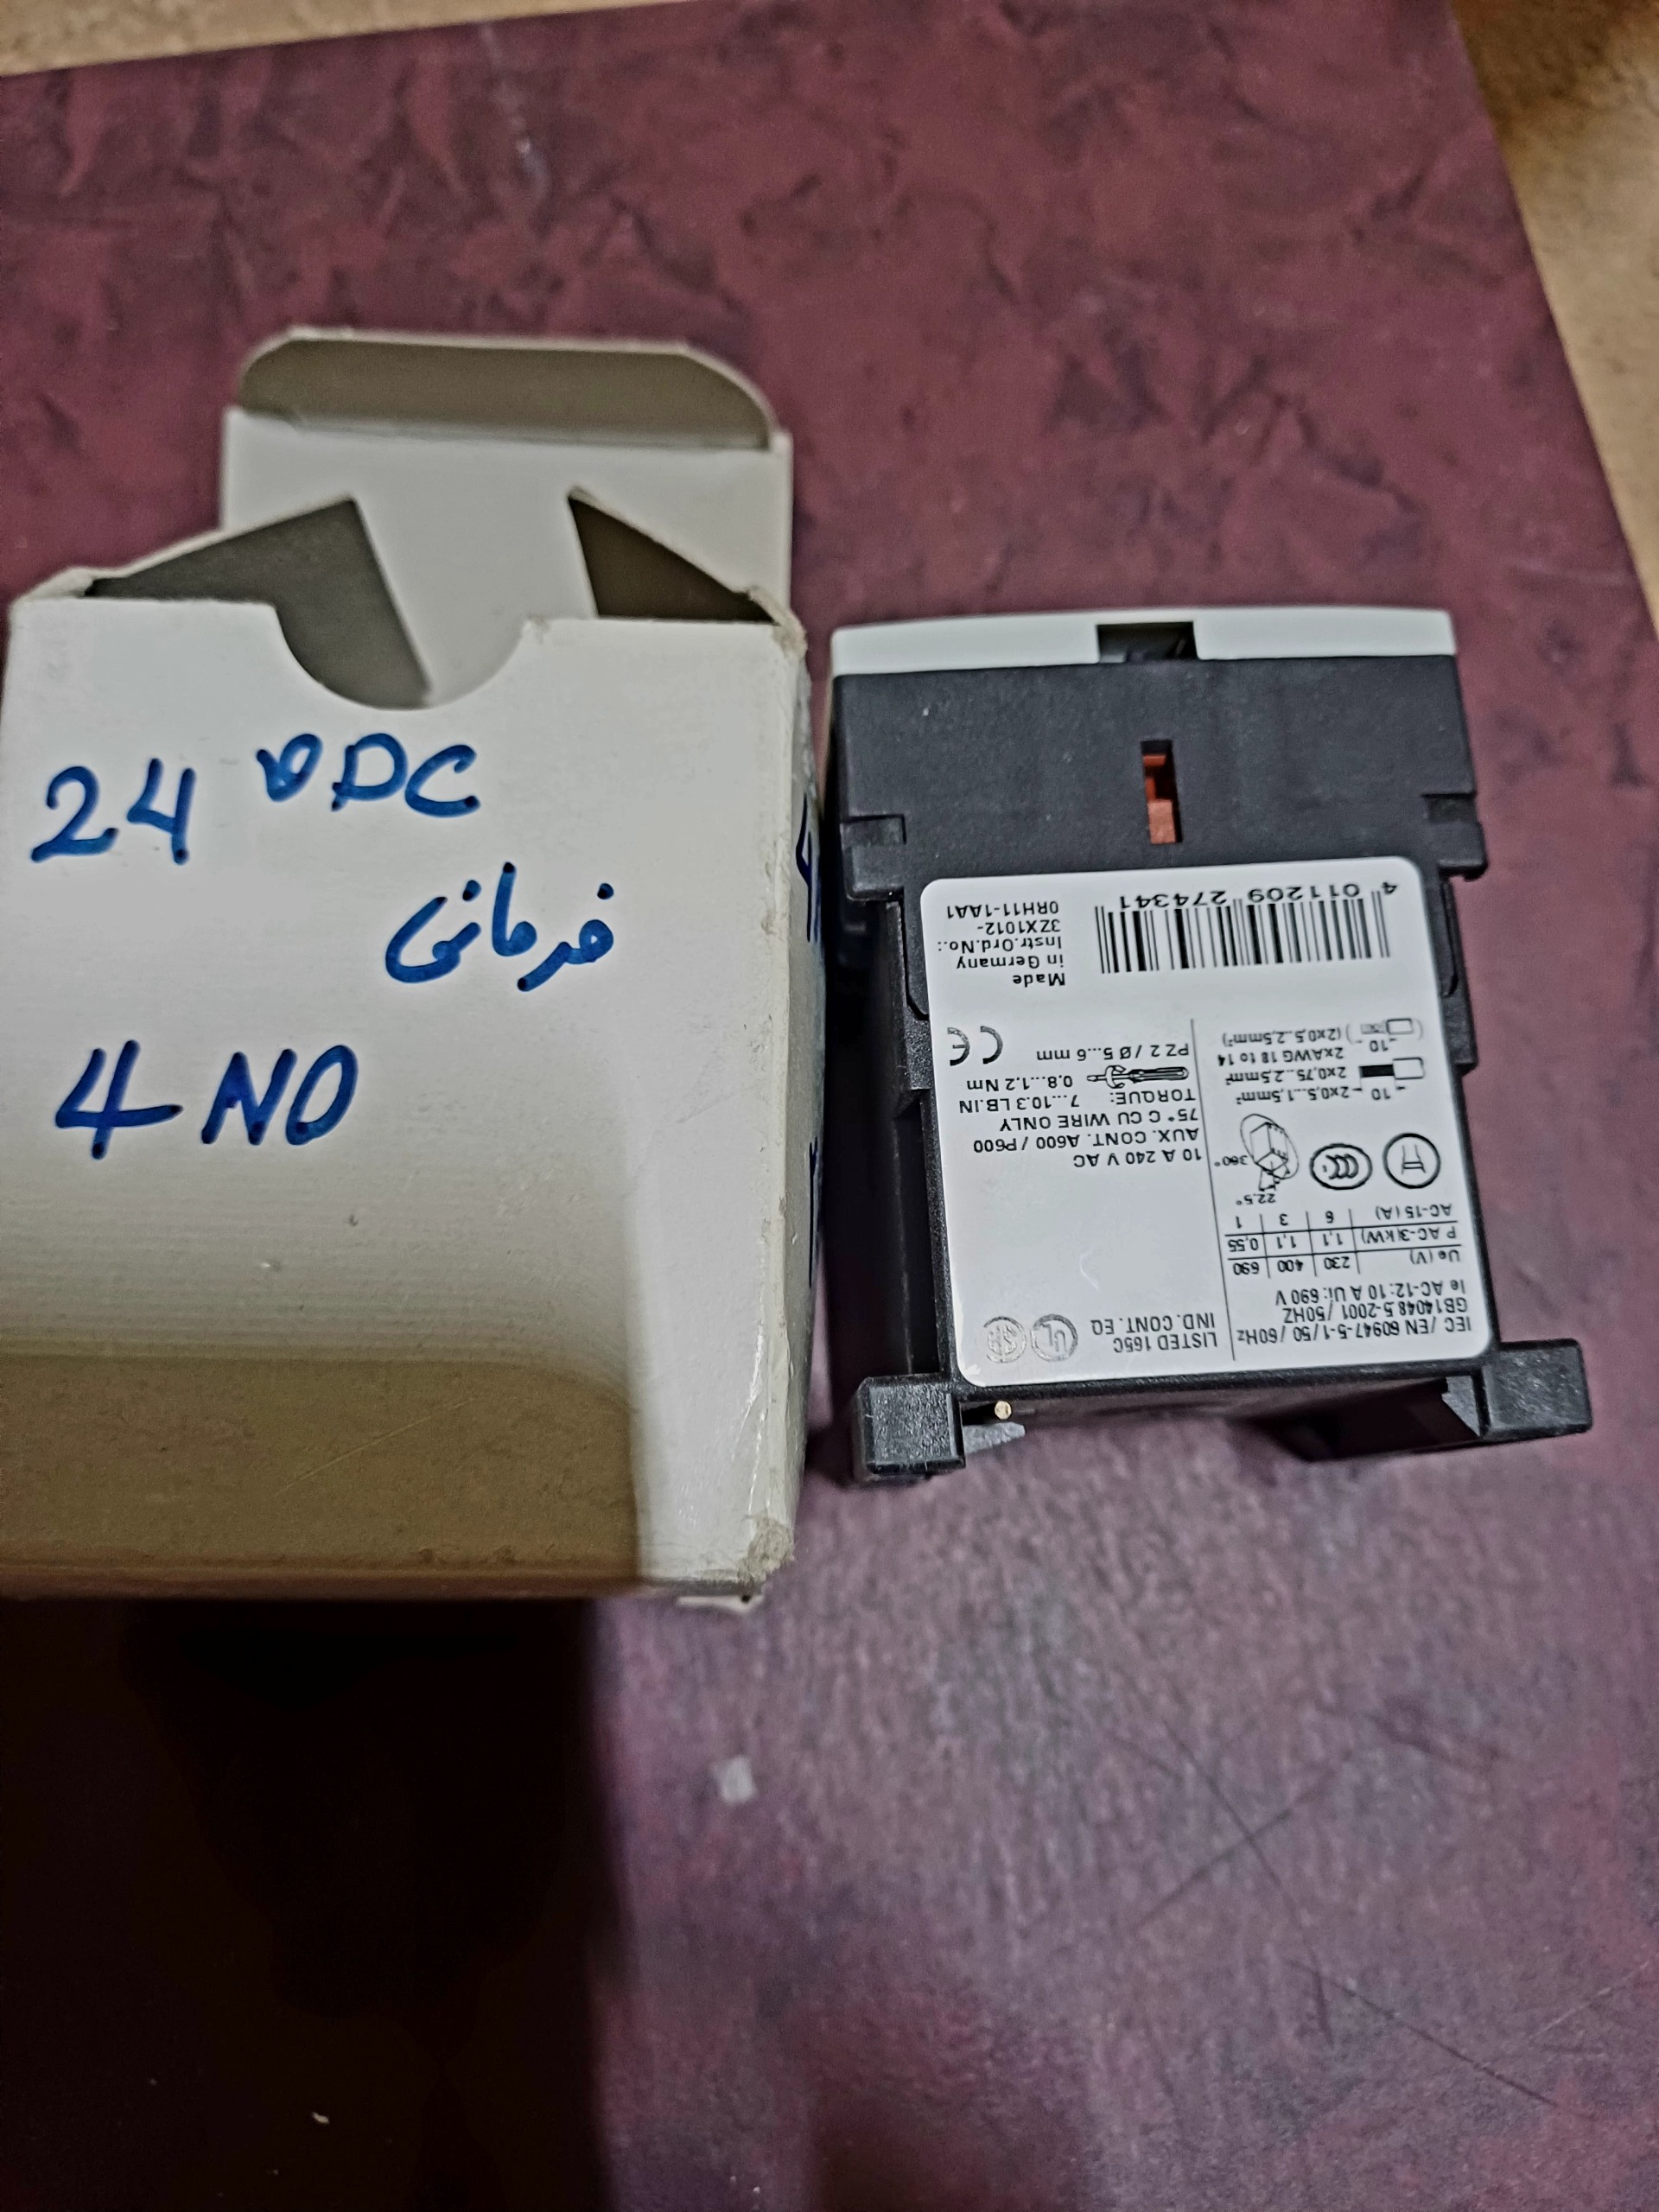 24 VDC
فرمانی
4 NO
IEC / EN 60947-5-1/50 / 60Hz
GB14048.5-2001 / 50HZ
Ie AC-12:10 A Ui: 690 V
Ue (V) 230 400 690
P AC-3(kW) 1,1 1,1 0,55
AC-15 (A) 6 3 1
22.5°
360°
CCC
10 2x0,5...1,5mm²
2x0,75...2,5mm²
2xAWG 18 to 14
10 (2x0,5...2,5mm²)
UL
LISTED 165C
IND. CONT. EQ.
10 A 240 V AC
AUX. CONT. A600 / P600
75°C CU WIRE ONLY
TORQUE: 7...10.3 LB.IN
0,8...1,2 Nm
PZ 2 / Ø 5...6 mm
CE
Made
in Germany
Instr.Ord.No.:
3ZX1012-
0RH11-1AA1
4 011209 274341